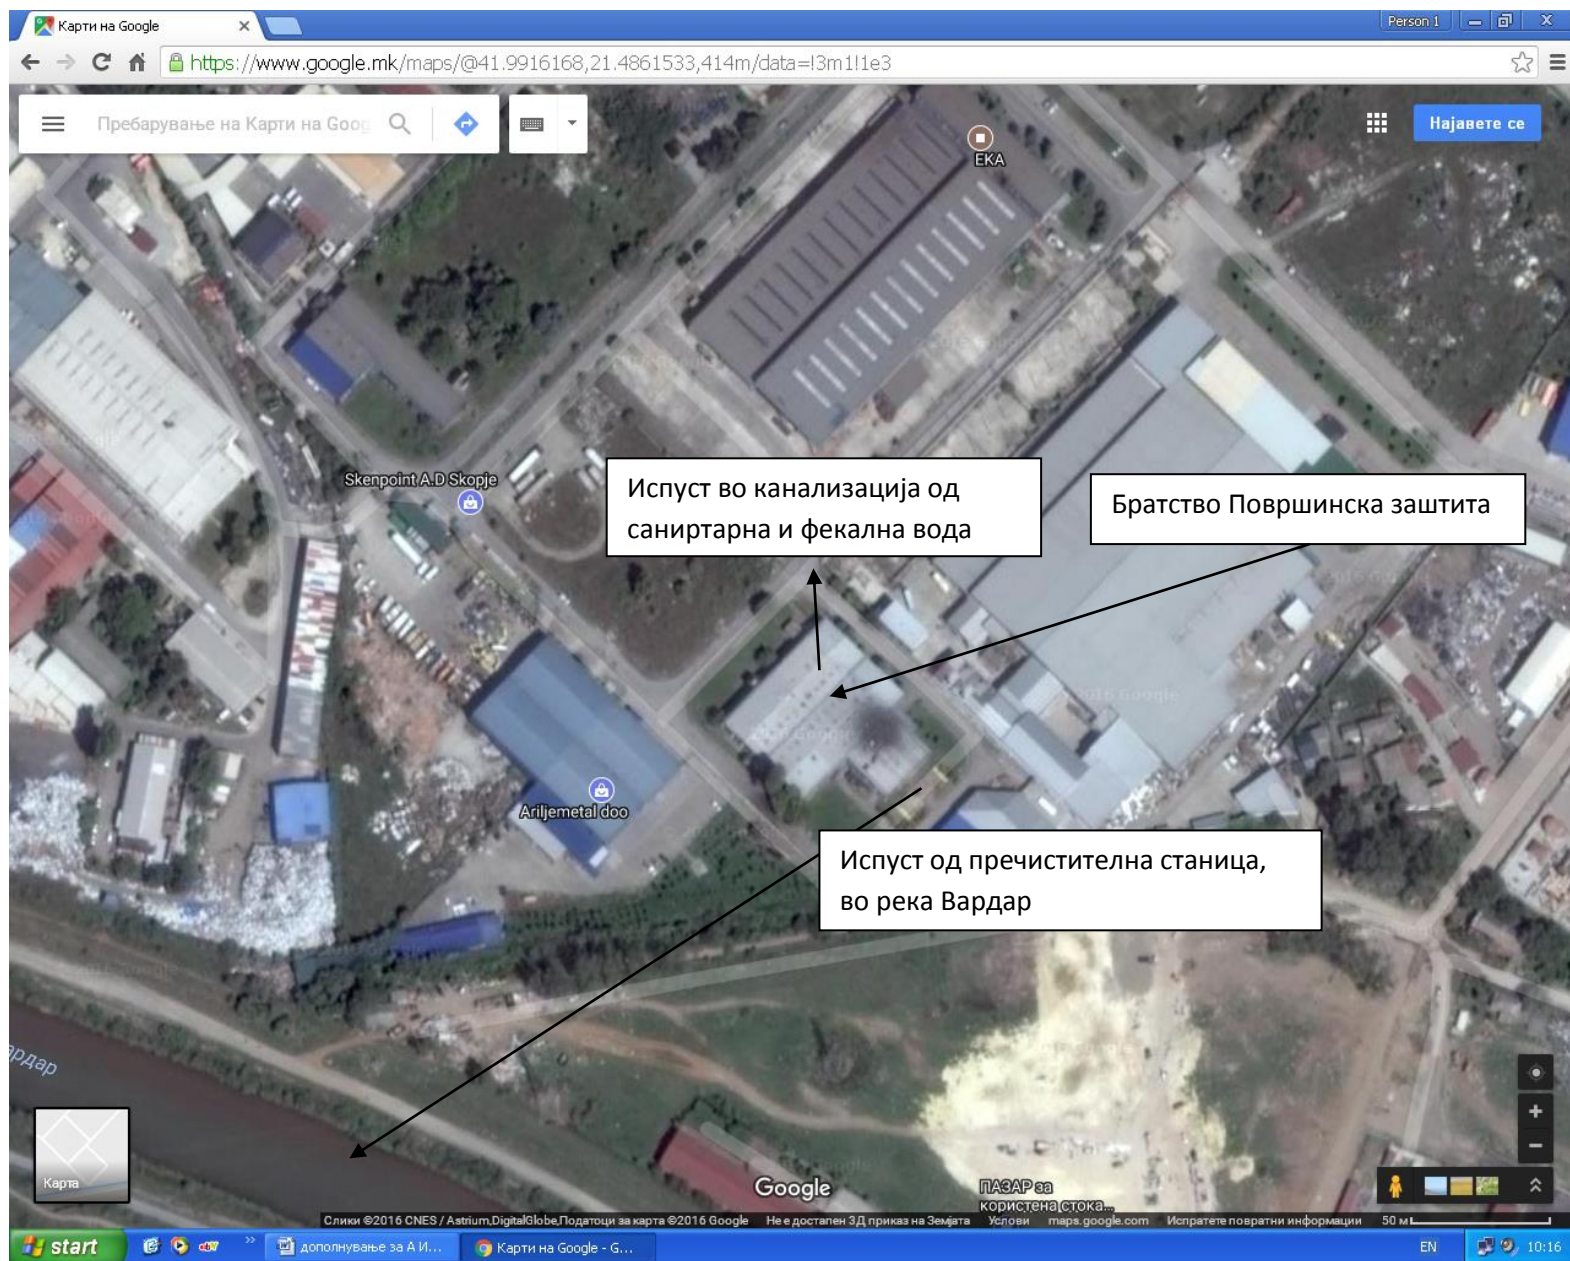 Карти на Google
Person 1
https://www.google.mk/maps/@41.9916168,21.4861533,414m/data=!3m1!1e3
Пребарување на Карти на Goog
Најавете се
EKA
Skenpoint A.D Skopje
Испуст во канализација од
саниртарна и фекална вода
Братство Површинска заштита
Ariljemetal doo
Испуст од пречистителна станица,
во река Вардар
Вардар
Карта
Google
ПАЗАР за
користена стока...
Слики ©2016 CNES / Astrium,DigitalGlobe,Податоци за карта ©2016 Google Не е достапен 3Д приказ на Земјата Услови maps.google.com Испратете повратни информации 50 м
start
дополнување за А И...
Карти на Google - G...
EN
10:16